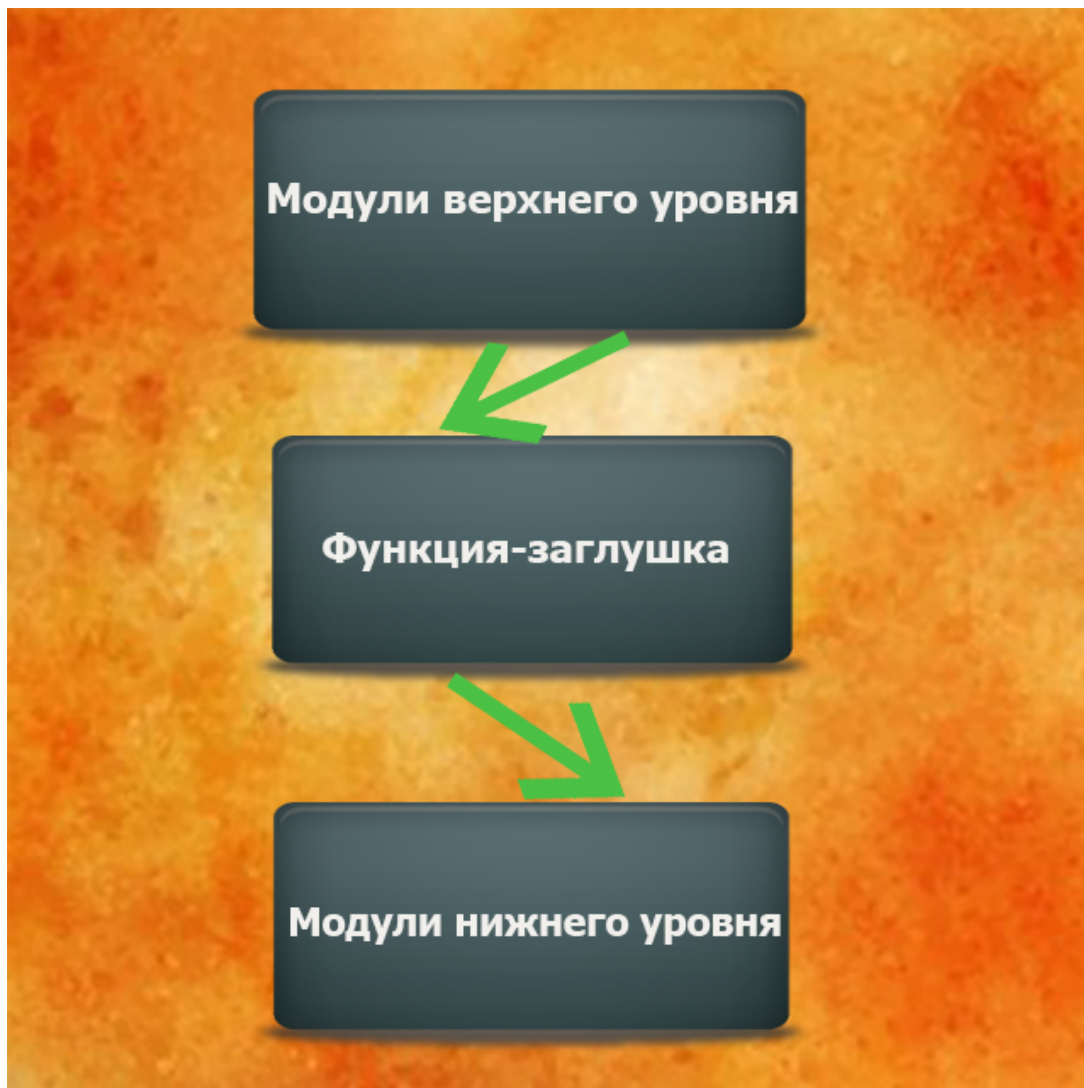 Модули верхнего уровня
Функция-заглушка
Модули нижнего уровня